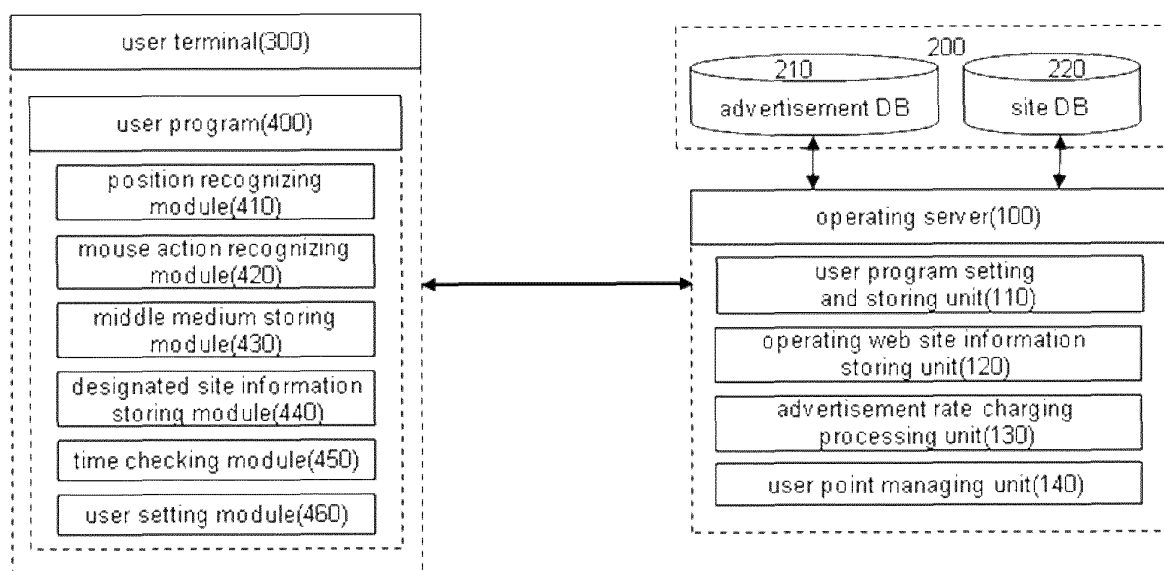 user terminal(300)
user program(400)
position recognizing
module(410)
mouse action recognizing
module(420)
middle medium storing
module(430)
designated site information
storing module(440)
time checking module(450)
user setting module(460)
200
210
advertisement DB
220
site DB
operating server(100)
user program setting
and storing unit(110)
operating web site information
storing unit(120)
advertisement rate charging
processing unit(130)
user point managing unit(140)